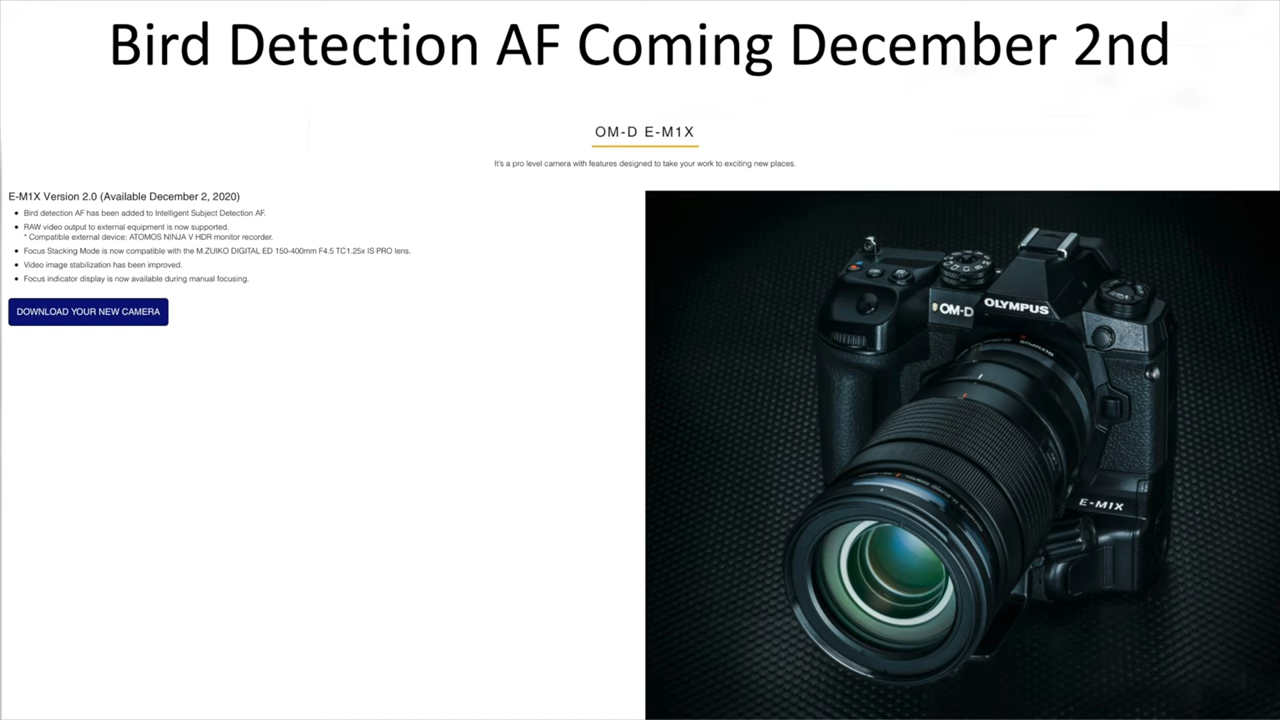 Bird Detection AF Coming December 2nd
OM-D E-M1X
It's a pro level camera with features designed to take your work to exciting new places.
E-M1X Version 2.0 (Available December 2, 2020)
• Bird detection AF has been added to Intelligent Subject Detection AF.
• RAW video output to external equipment is now supported.
* Compatible external device: ATOMOS NINJA V HDR monitor recorder.
• Focus Stacking Mode is now compatible with the M.ZUIKO DIGITAL ED 150-400mm F4.5 TC1.25x IS PRO lens.
• Video image stabilization has been improved.
• Focus indicator display is now available during manual focusing.
DOWNLOAD YOUR NEW CAMERA
OM-D
OLYMPUS
OLYMPUS
E-M1X